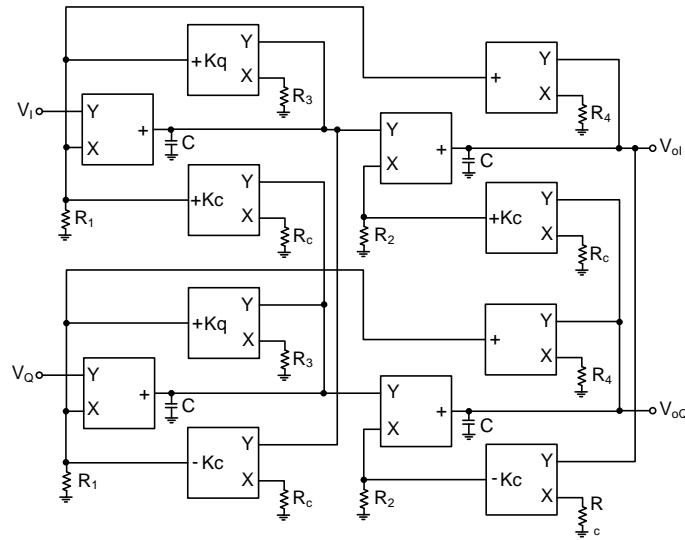 Y
+Kq
X
R3
Y
+
X
R4
VI
Y
+
X
C
Y
+
X
C
VoI
R1
Y
+Kc
X
Rc
R2
Y
+Kc
X
Rc
Y
+Kq
X
R3
Y
+
X
R4
VQ
Y
+
X
C
Y
+
X
C
VoQ
R1
Y
-Kc
X
Rc
R2
Y
-Kc
X
R
c